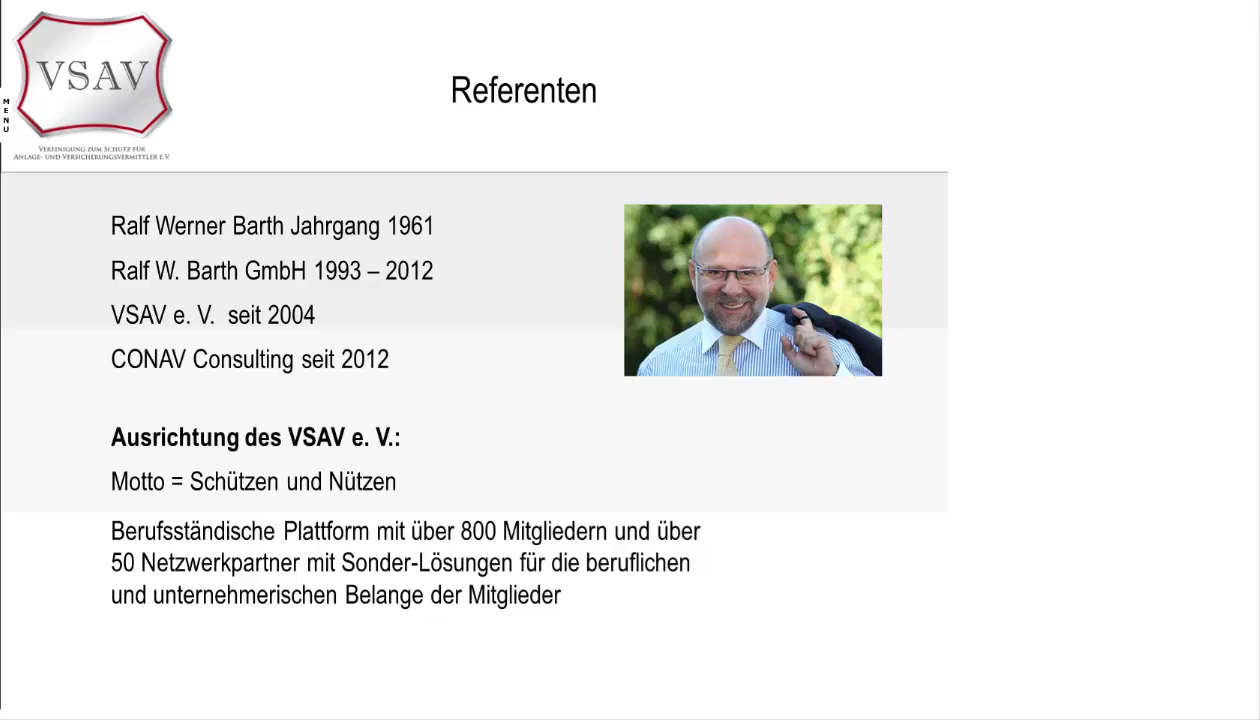 VSAV
MENU
VEREINIGUNG ZUM SCHUTZ FÜR
ANLAGE- UND VERSICHERUNGSVERMITTLER E.V.
Referenten
Ralf Werner Barth Jahrgang 1961
Ralf W. Barth GmbH 1993 – 2012
VSAV e. V. seit 2004
CONAV Consulting seit 2012
Ausrichtung des VSAV e. V.:
Motto = Schützen und Nützen
Berufsständische Plattform mit über 800 Mitgliedern und über
50 Netzwerkpartner mit Sonder-Lösungen für die beruflichen
und unternehmerischen Belange der Mitglieder